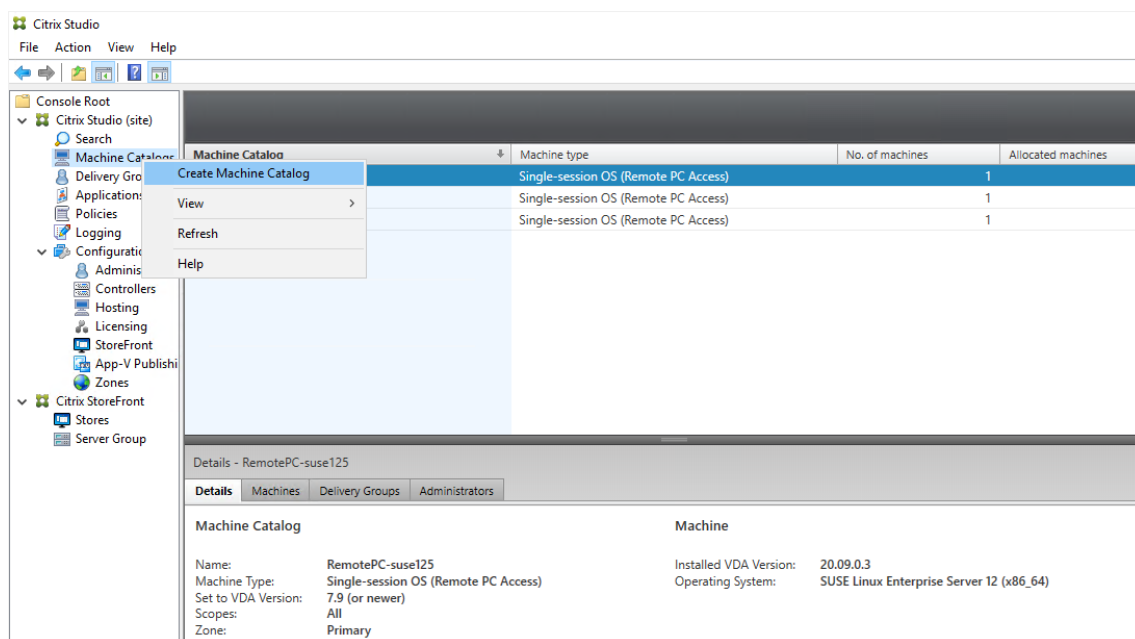 Citrix Studio
File Action View Help
Console Root
Citrix Studio (site)
Search
Machine Catalogs
Delivery Gro
Applications
Policies
Logging
Configuratio
Adminis
Controllers
Hosting
Licensing
StoreFront
App-V Publishi
Zones
Citrix StoreFront
Stores
Server Group
Create Machine Catalog
View
Refresh
Help
Machine Catalog Machine type No. of machines Allocated machines
Single-session OS (Remote PC Access) 1
Single-session OS (Remote PC Access) 1
Single-session OS (Remote PC Access) 1
Details - RemotePC-suse125
Details Machines Delivery Groups Administrators
Machine Catalog
Name: RemotePC-suse125
Machine Type: Single-session OS (Remote PC Access)
Set to VDA Version: 7.9 (or newer)
Scopes: All
Zone: Primary
Machine
Installed VDA Version: 20.09.0.3
Operating System: SUSE Linux Enterprise Server 12 (x86_64)